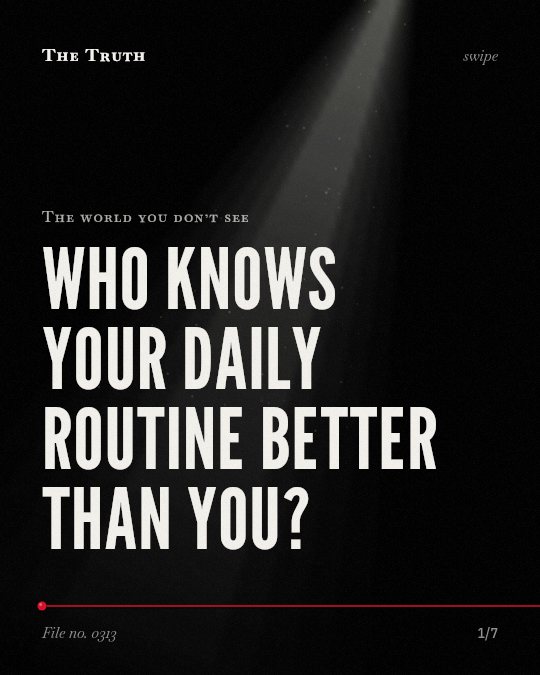 The Truth
swipe
The world you don't see
WHO KNOWS
YOUR DAILY
ROUTINE BETTER
THAN YOU?
File no. 0313
1/7